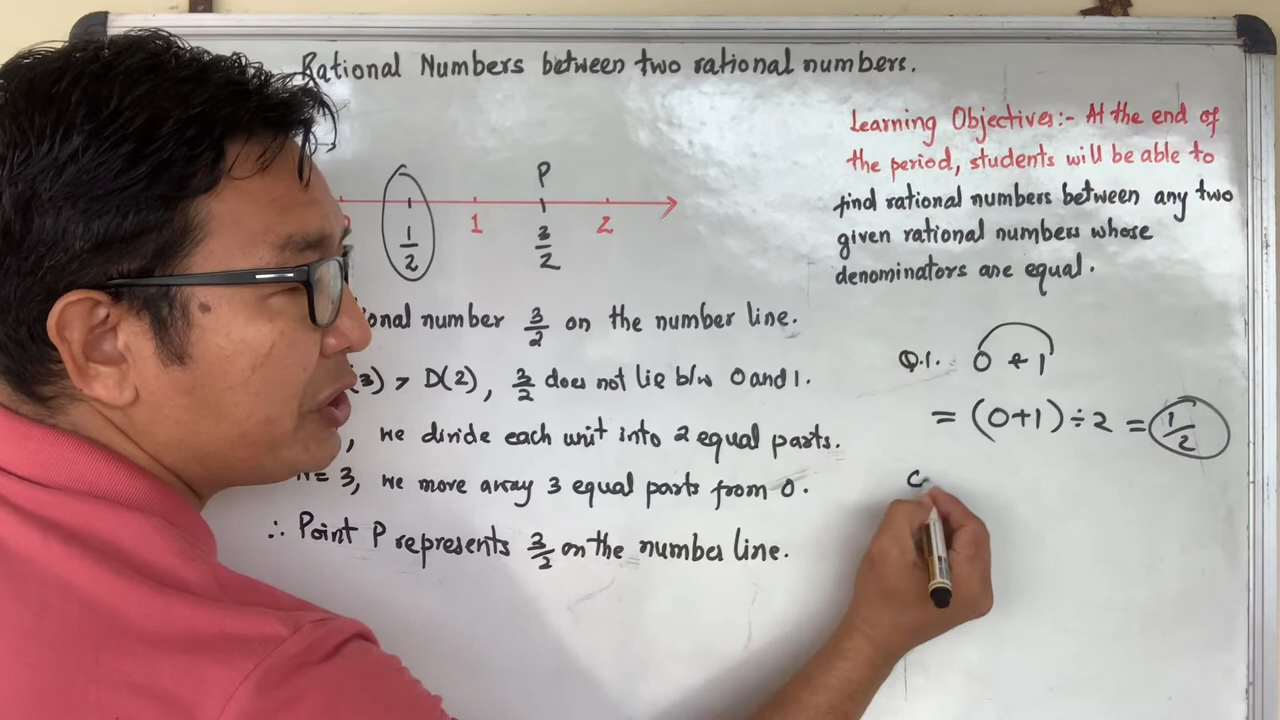 Rational Numbers between two rational numbers.
Learning Objectives:- At the end of
the period, students will be able to
find rational numbers between any two
given rational numbers whose
denominators are equal.
P
1 2
1/2 3/2
number 3/2 on the number line.
3) > D(2), 3/2 does not lie b/w 0 and 1.
, we divide each unit into 2 equal parts.
= 3, we move away 3 equal parts from 0.
∴ Point P represents 3/2 on the number line.
Q.1. 0 & 1
= (0+1) ÷ 2 = 1/2